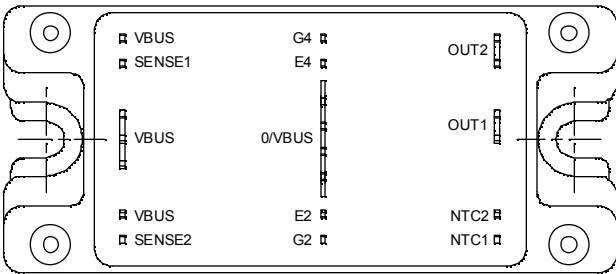 VBUS G4 OUT2
SENSE1 E4
VBUS 0/VBUS OUT1
VBUS E2 NTC2
SENSE2 G2 NTC1